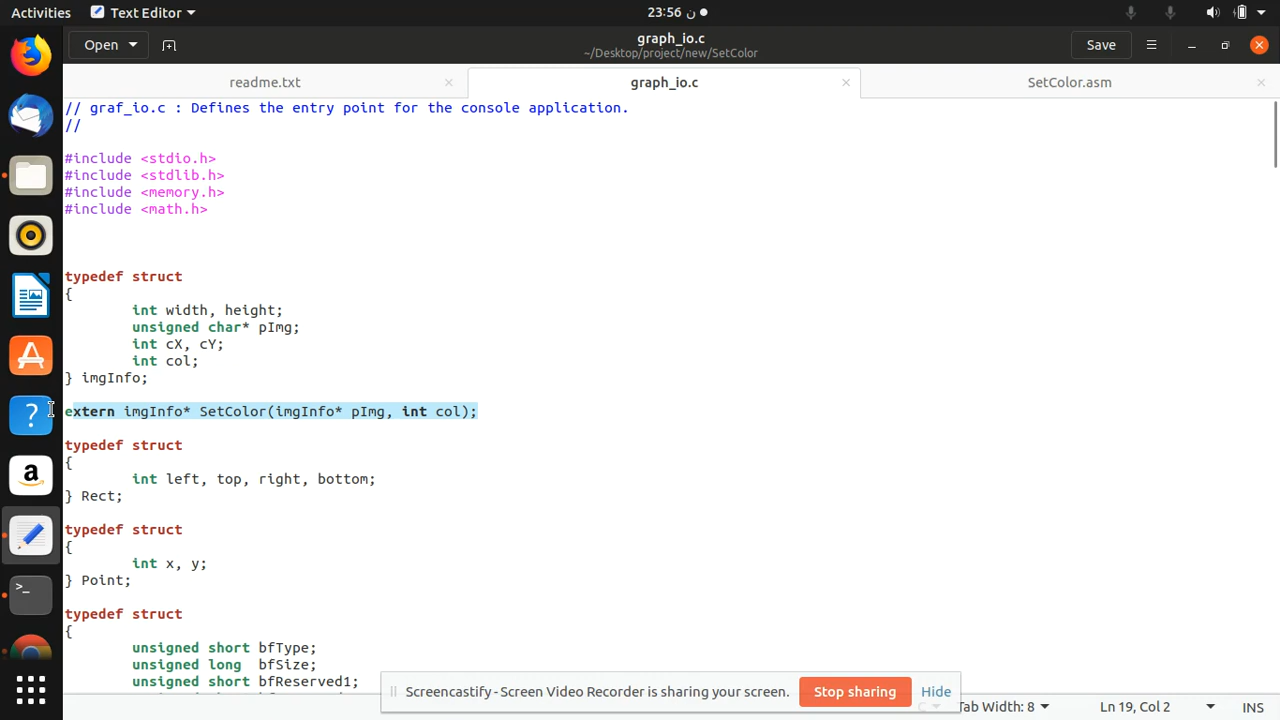 Activities Text Editor 23:56 ن
Open graph_io.c Save
~/Desktop/project/new/SetColor
readme.txt graph_io.c SetColor.asm
// graf_io.c : Defines the entry point for the console application.
//
#include <stdio.h>
#include <stdlib.h>
#include <memory.h>
#include <math.h>
typedef struct
{
int width, height;
unsigned char* pImg;
int cX, cY;
int col;
} imgInfo;
extern imgInfo* SetColor(imgInfo* pImg, int col);
typedef struct
{
int left, top, right, bottom;
} Rect;
typedef struct
{
int x, y;
} Point;
typedef struct
{
unsigned short bfType;
unsigned long bfSize;
unsigned short bfReserved1;
Screencastify - Screen Video Recorder is sharing your screen. Stop sharing Hide
Tab Width: 8 Ln 19, Col 2 INS